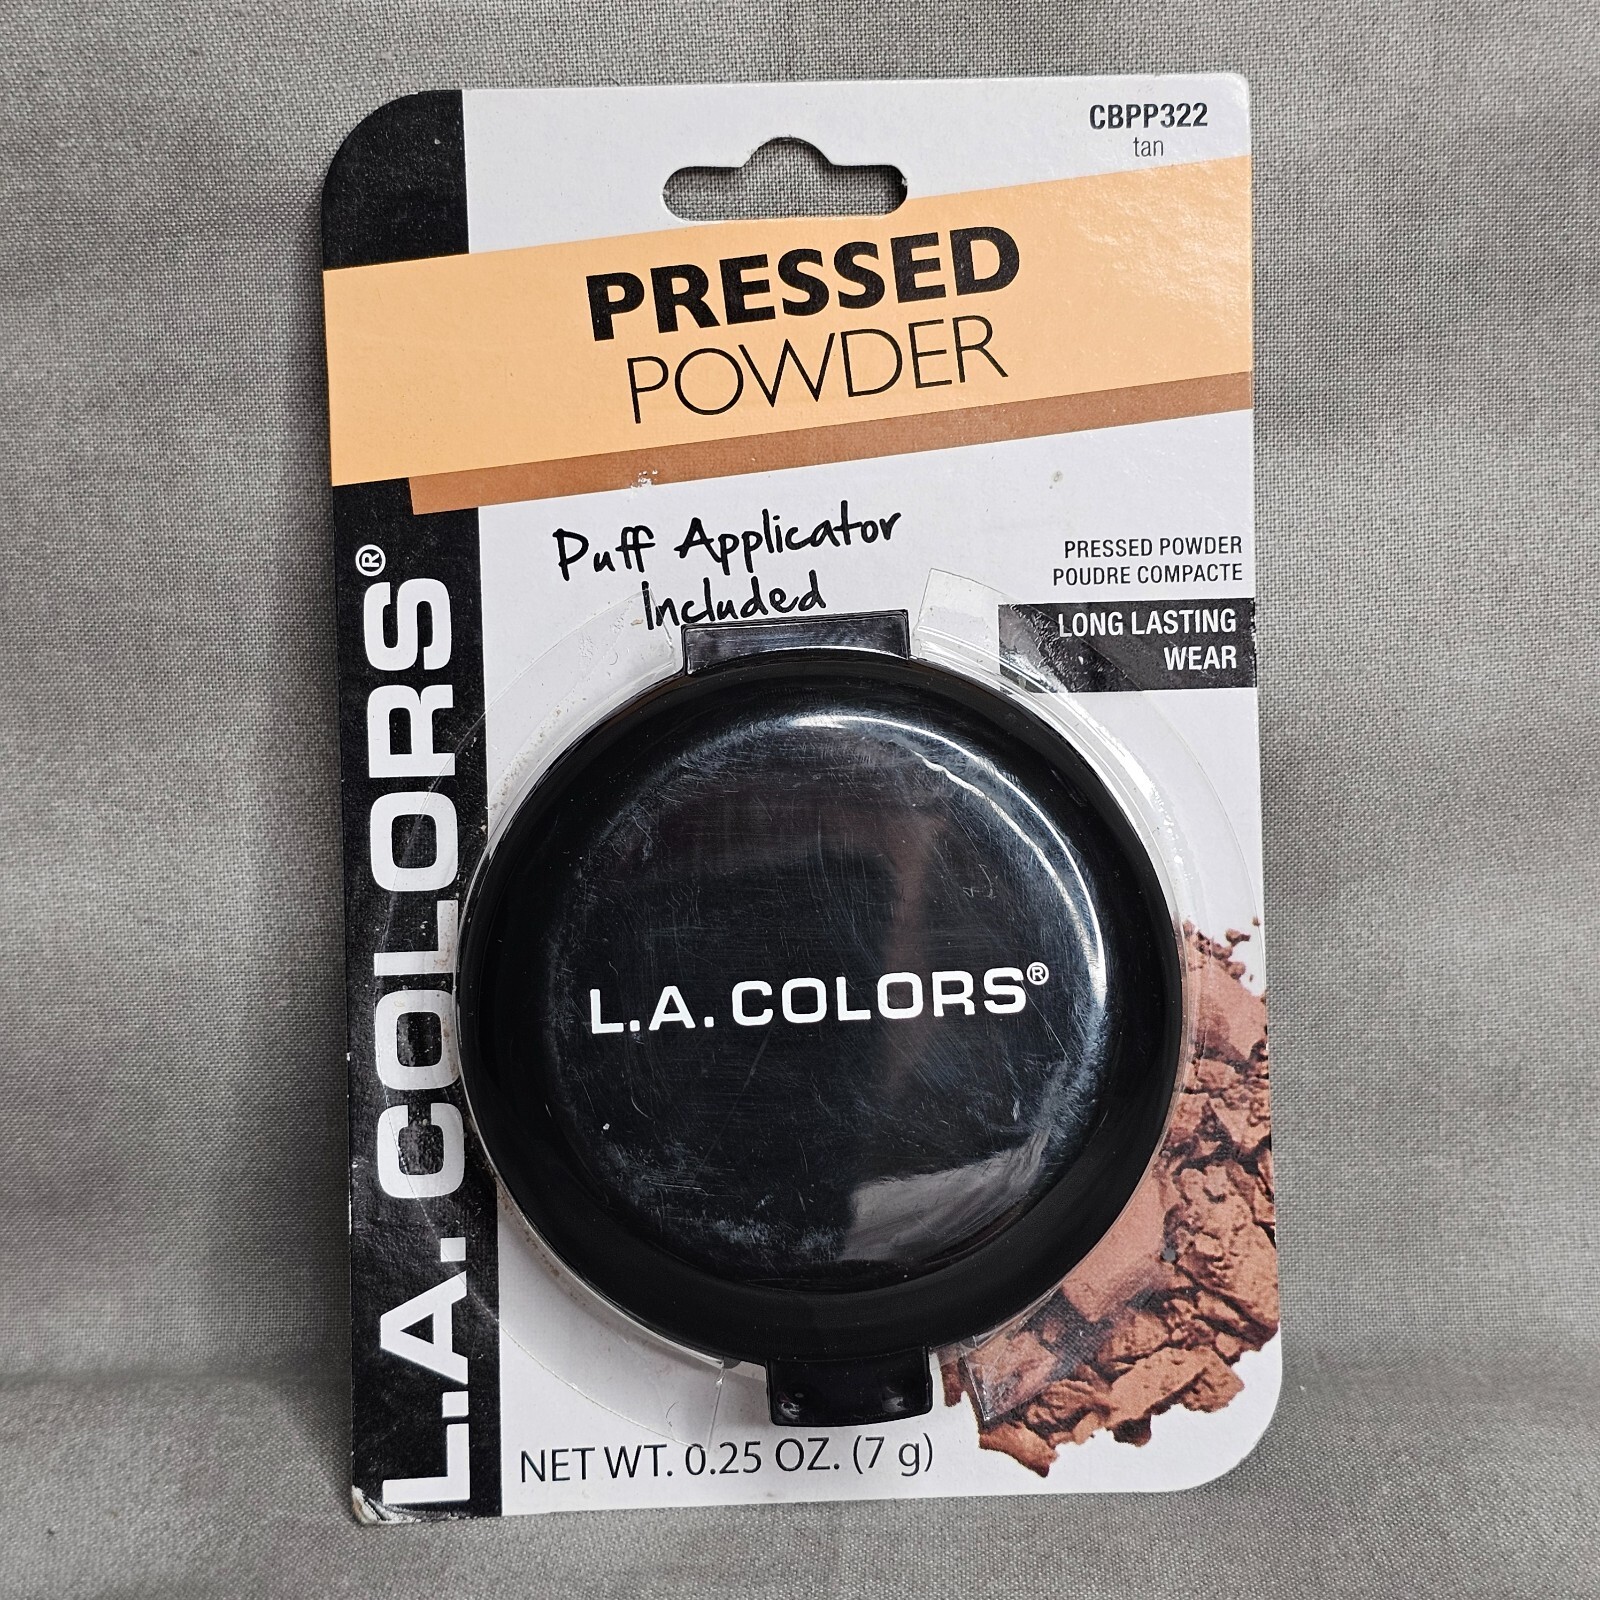 CBPP322
tan
PRESSED
POWDER
Puff Applicator
Included
PRESSED POWDER
POUDRE COMPACTE
LONG LASTING
WEAR
L.A. COLORS®
L.A. COLORS®
NET WT. 0.25 OZ. (7 g)